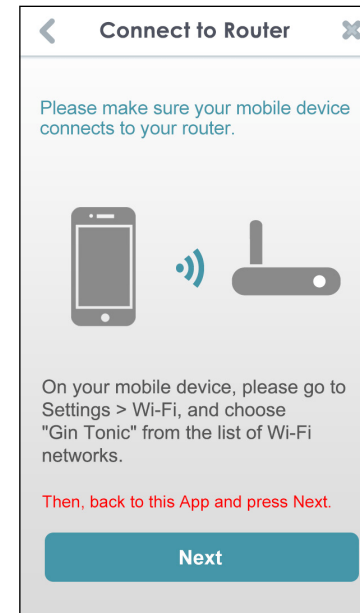 Connect to Router
Please make sure your mobile device
connects to your router.
On your mobile device, please go to
Settings > Wi-Fi, and choose
"Gin Tonic" from the list of Wi-Fi
networks.
Then, back to this App and press Next.
Next